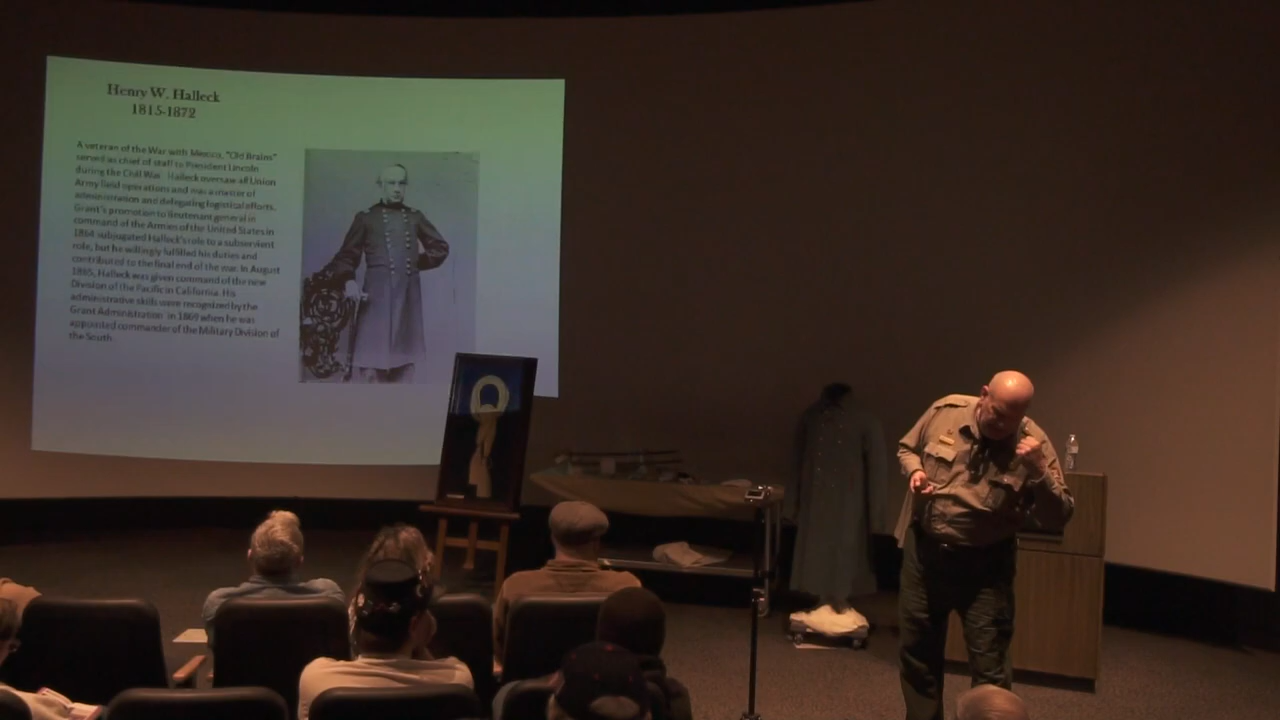 Henry W. Halleck
1815-1872
A veteran of the War with Mexico, "Old Brains"
served as chief of staff to President Lincoln
during the Civil War. Halleck oversaw all Union
Army field operations and was a master of
administration and delegating logistical efforts.
Grant's promotion to lieutenant general in
command of the Armies of the United States in
1864 subjugated Halleck's role to a subservient
role, but he willingly fulfilled his duties and
contributed to the final end of the war. In August
1865, Halleck was given command of the new
Division of the Pacific in California. His
administrative skills were recognized by the
Grant Administration in 1869 when he was
appointed commander of the Military Division of
the South.